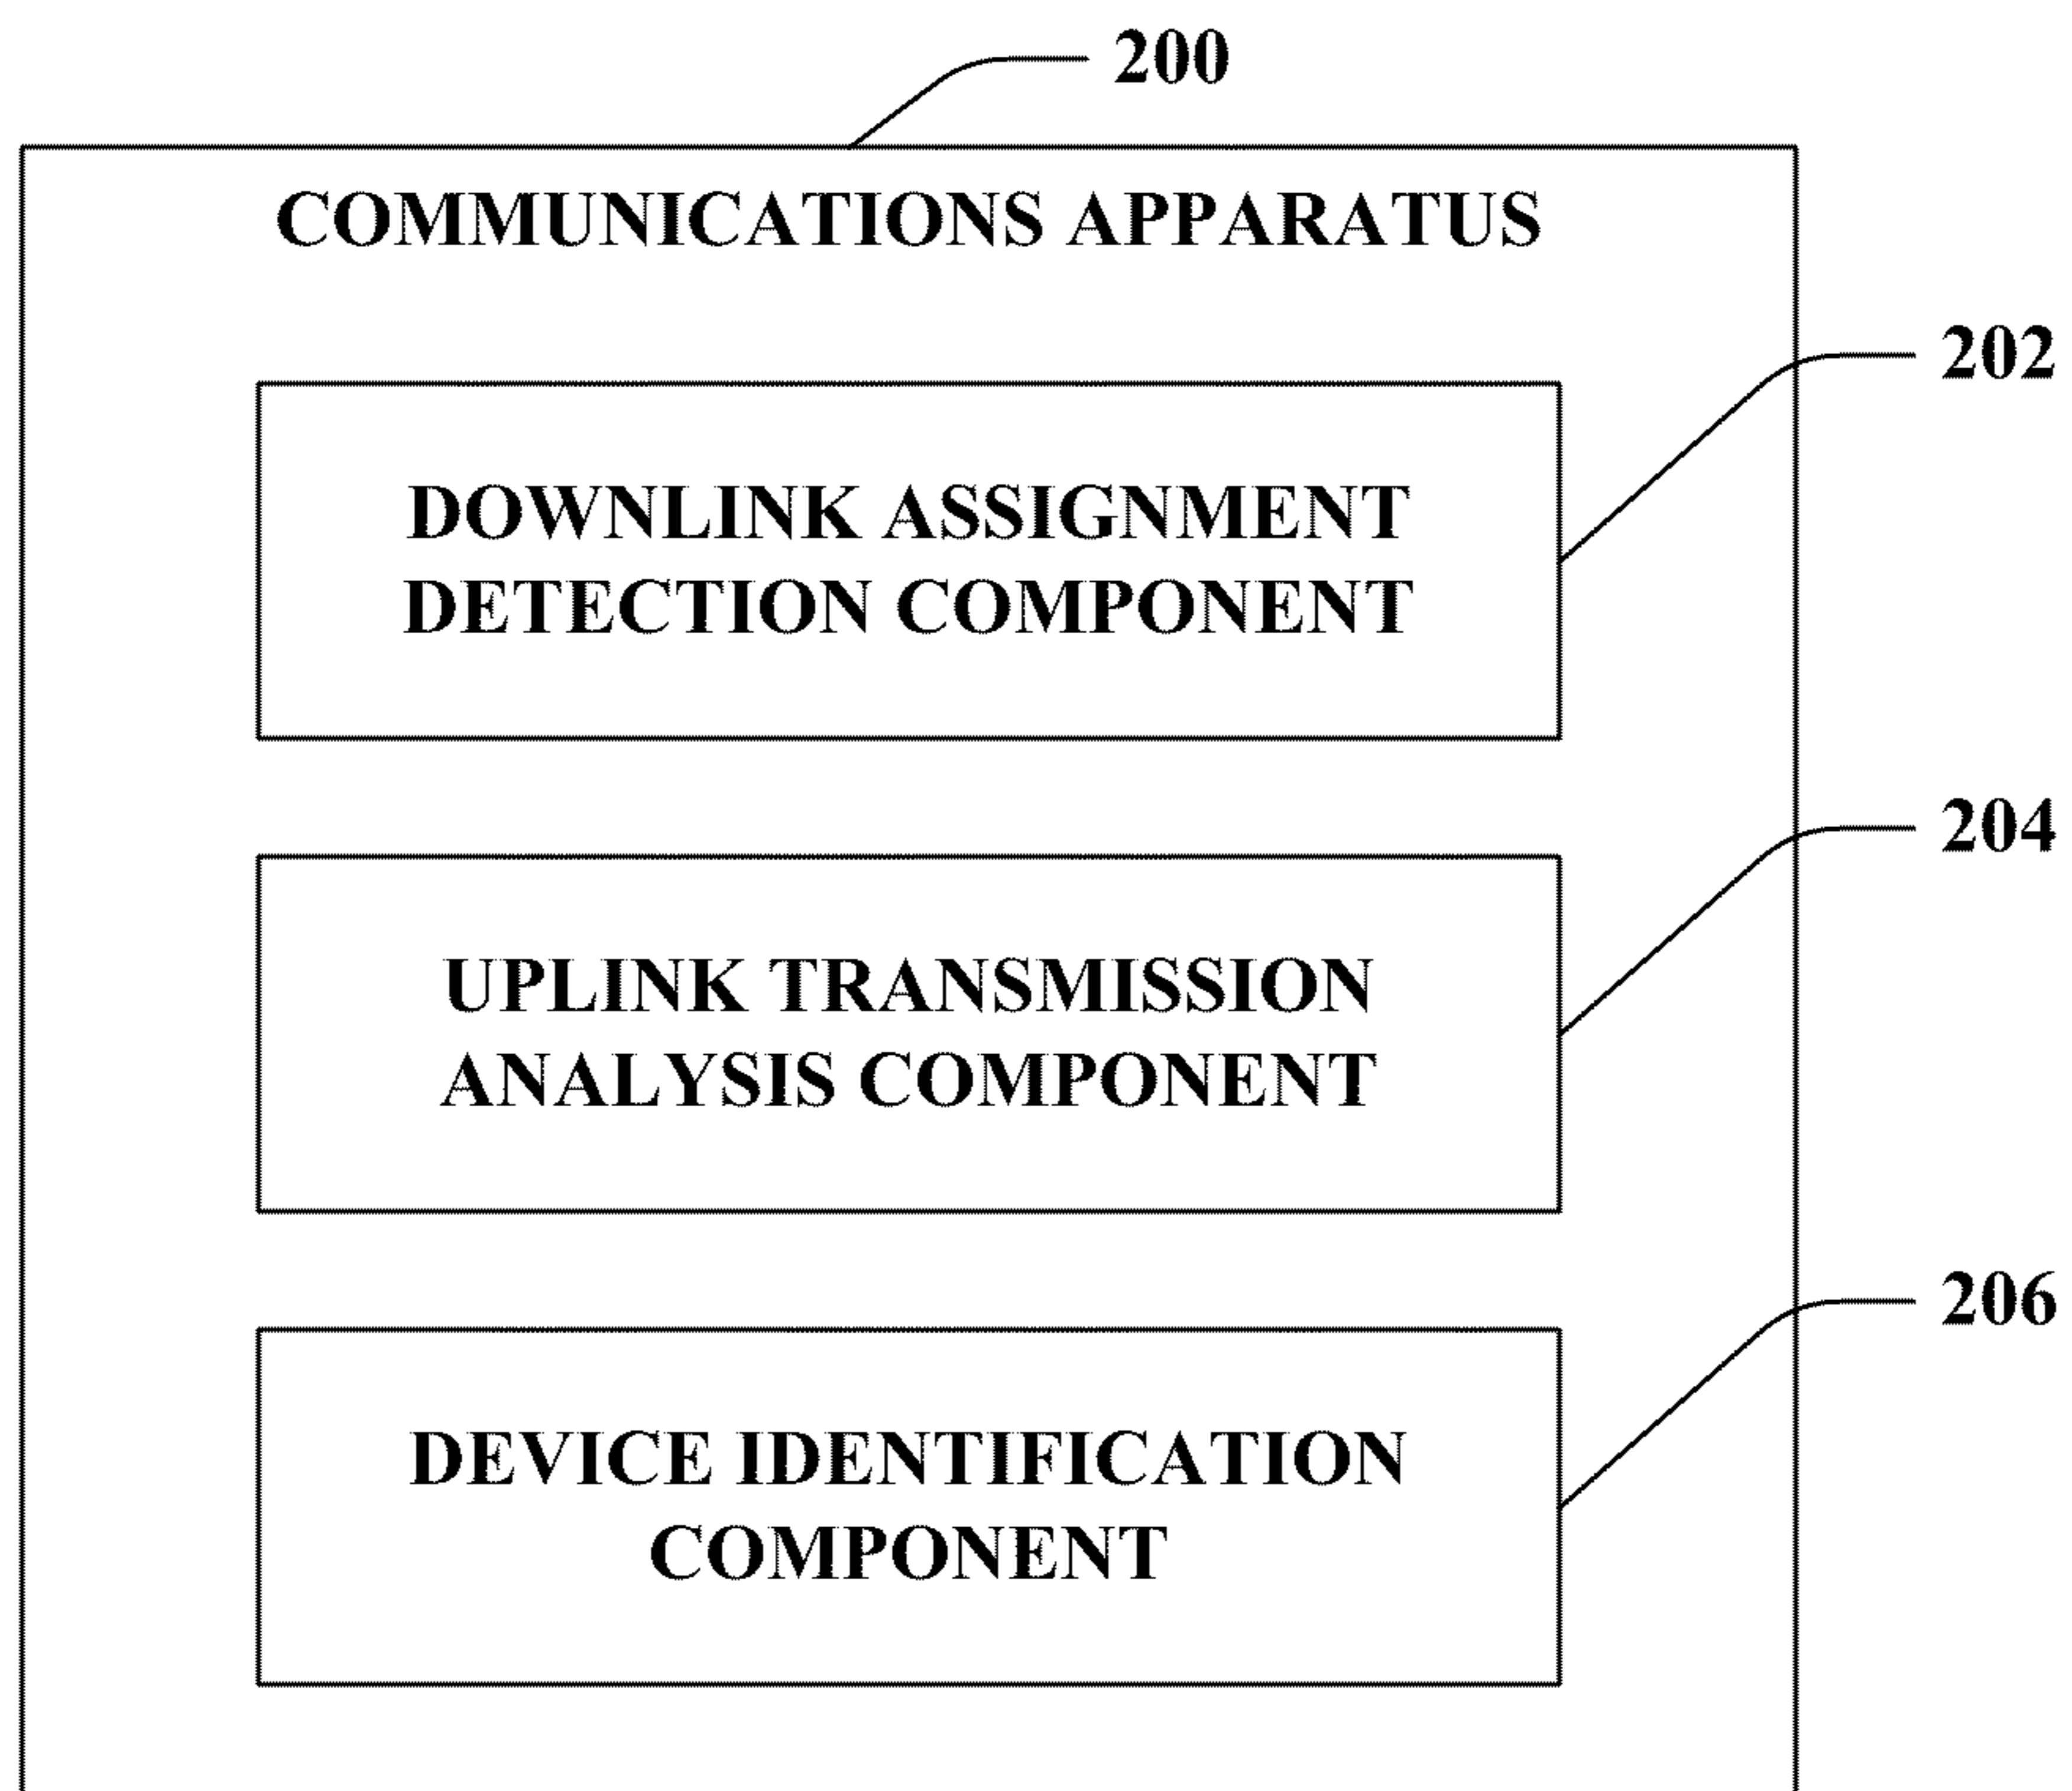 200
COMMUNICATIONS APPARATUS
202
DOWNLINK ASSIGNMENT
DETECTION COMPONENT
204
UPLINK TRANSMISSION
ANALYSIS COMPONENT
206
DEVICE IDENTIFICATION
COMPONENT